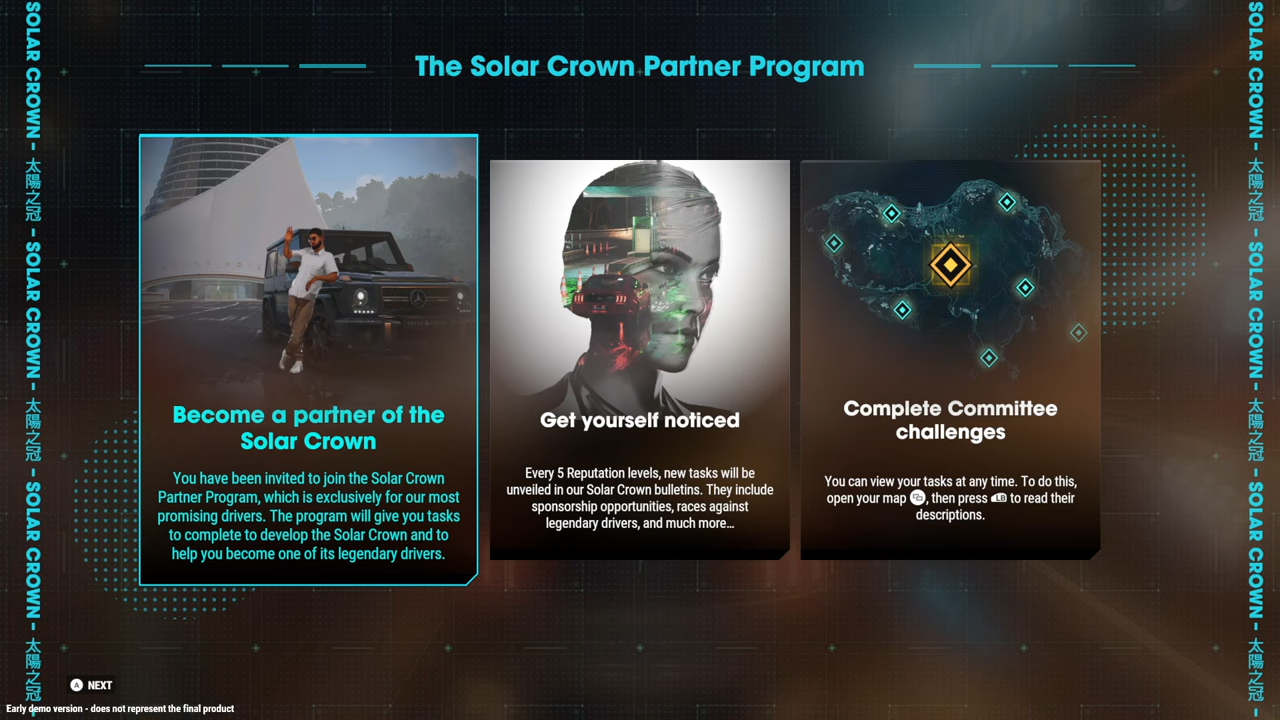 The Solar Crown Partner Program
Become a partner of the
Solar Crown
You have been invited to join the Solar Crown
Partner Program, which is exclusively for our most
promising drivers. The program will give you tasks
to complete to develop the Solar Crown and to
help you become one of its legendary drivers.
Get yourself noticed
Every 5 Reputation levels, new tasks will be
unveiled in our Solar Crown bulletins. They include
sponsorship opportunities, races against
legendary drivers, and much more...
Complete Committee
challenges
You can view your tasks at any time. To do this,
open your map , then press LB to read their
descriptions.
SOLAR CROWN - 太陽之冠 - SOLAR CROWN - 太陽之冠 - SOLAR CROWN - 太陽之冠 -
SOLAR CROWN - 太陽之冠 - SOLAR CROWN - 太陽之冠 - SOLAR CROWN - 太陽之冠 -
A NEXT
Early demo version - does not represent the final product